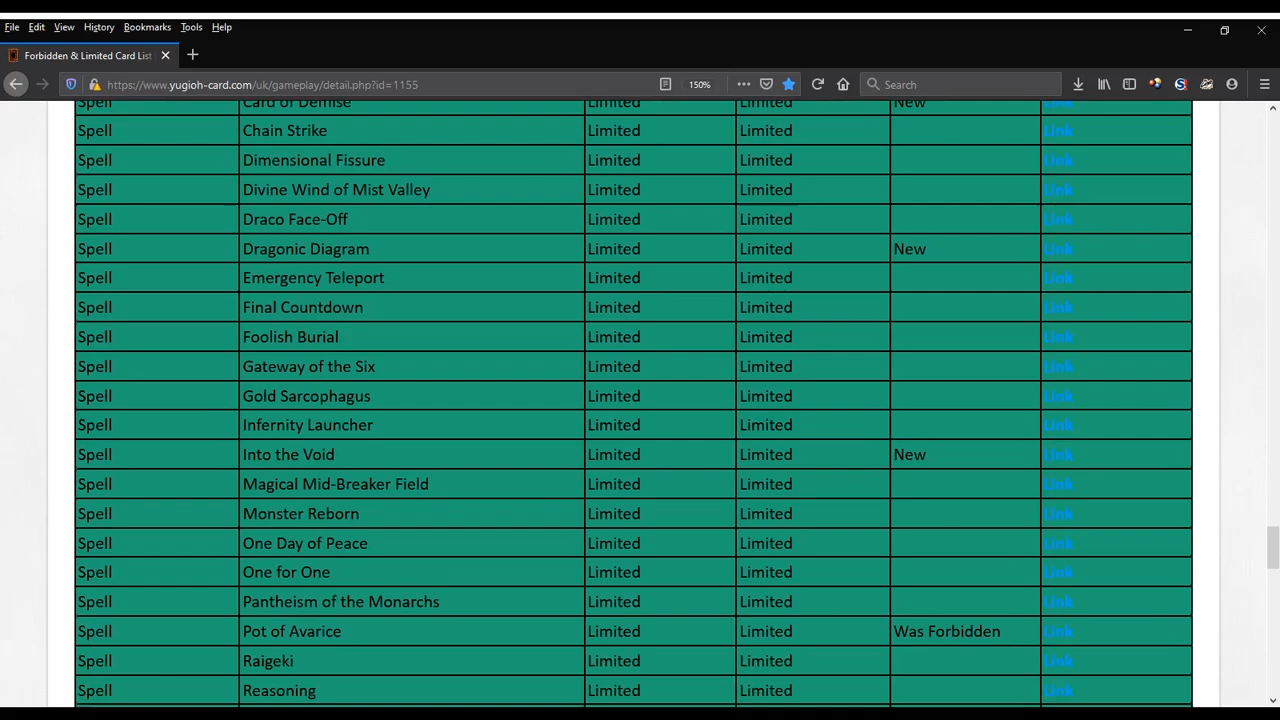 File Edit View History Bookmarks Tools Help
Forbidden & Limited Card List
https://www.yugioh-card.com/uk/gameplay/detail.php?id=1155 150% Search
Spell Card of Demise Limited Limited New Link
Spell Chain Strike Limited Limited Link
Spell Dimensional Fissure Limited Limited Link
Spell Divine Wind of Mist Valley Limited Limited Link
Spell Draco Face-Off Limited Limited Link
Spell Dragonic Diagram Limited Limited New Link
Spell Emergency Teleport Limited Limited Link
Spell Final Countdown Limited Limited Link
Spell Foolish Burial Limited Limited Link
Spell Gateway of the Six Limited Limited Link
Spell Gold Sarcophagus Limited Limited Link
Spell Infernity Launcher Limited Limited Link
Spell Into the Void Limited Limited New Link
Spell Magical Mid-Breaker Field Limited Limited Link
Spell Monster Reborn Limited Limited Link
Spell One Day of Peace Limited Limited Link
Spell One for One Limited Limited Link
Spell Pantheism of the Monarchs Limited Limited Link
Spell Pot of Avarice Limited Limited Was Forbidden Link
Spell Raigeki Limited Limited Link
Spell Reasoning Limited Limited Link